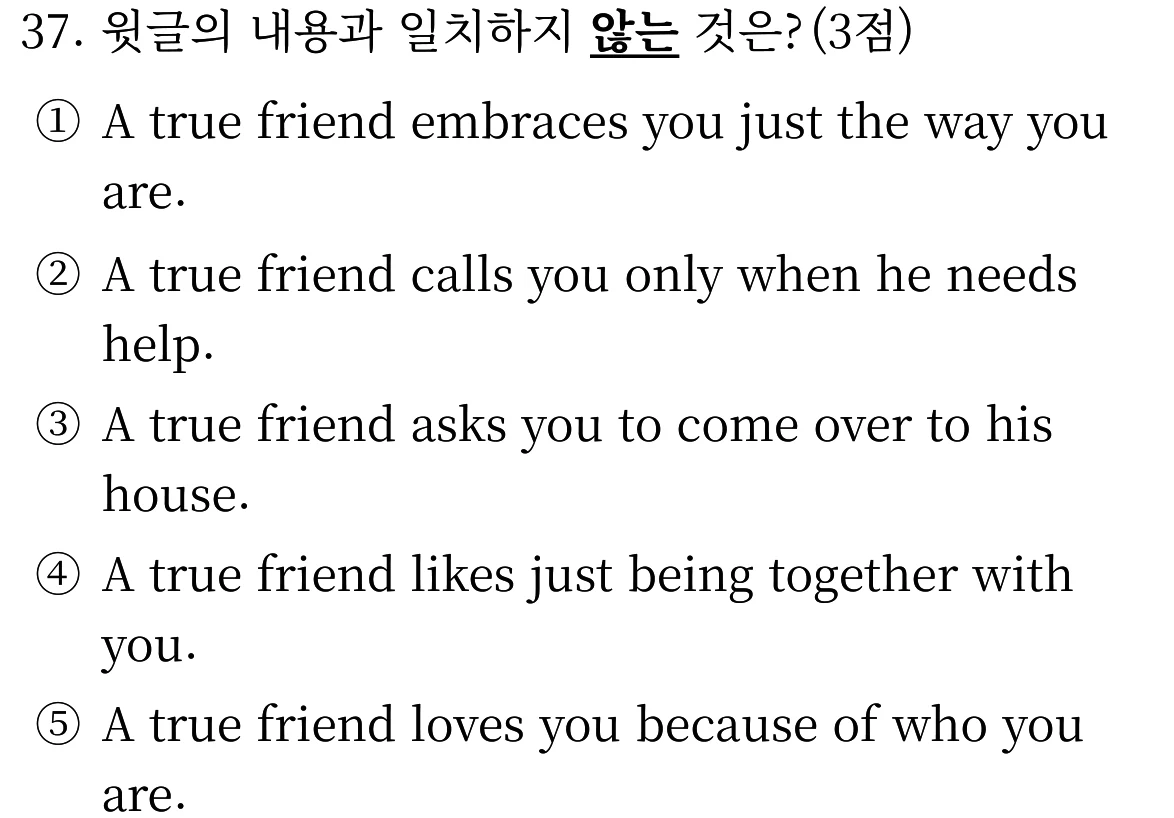 37. 윗글의 내용과 일치하지 않는 것은?(3점)
① A true friend embraces you just the way you
are.
② A true friend calls you only when he needs
help.
③ A true friend asks you to come over to his
house.
④ A true friend likes just being together with
you.
⑤ A true friend loves you because of who you
are.